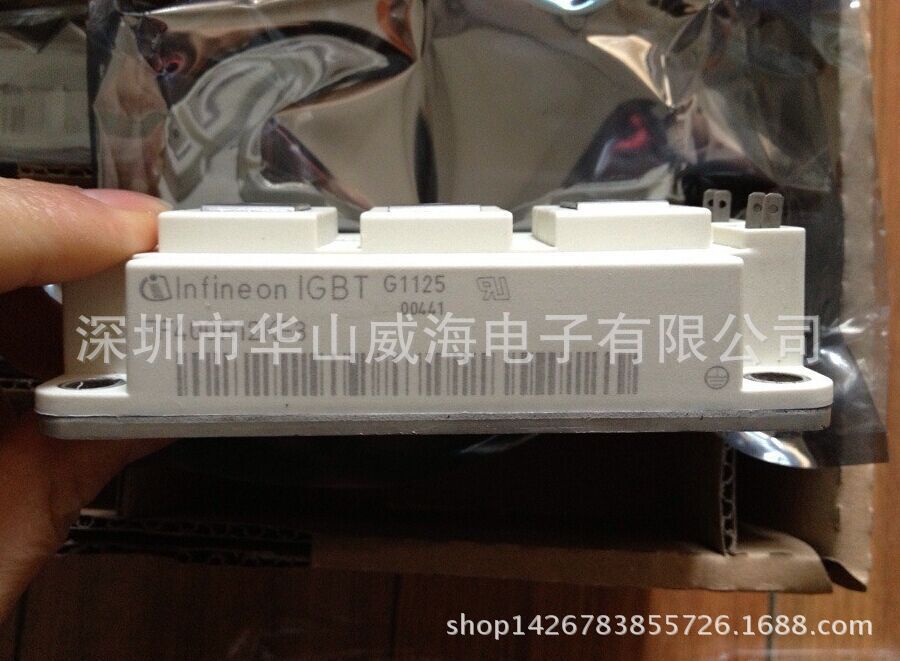 Infineon IGBT G1125
00441
深圳市华山威海电子有限公司
shop1426783855726.1688.com